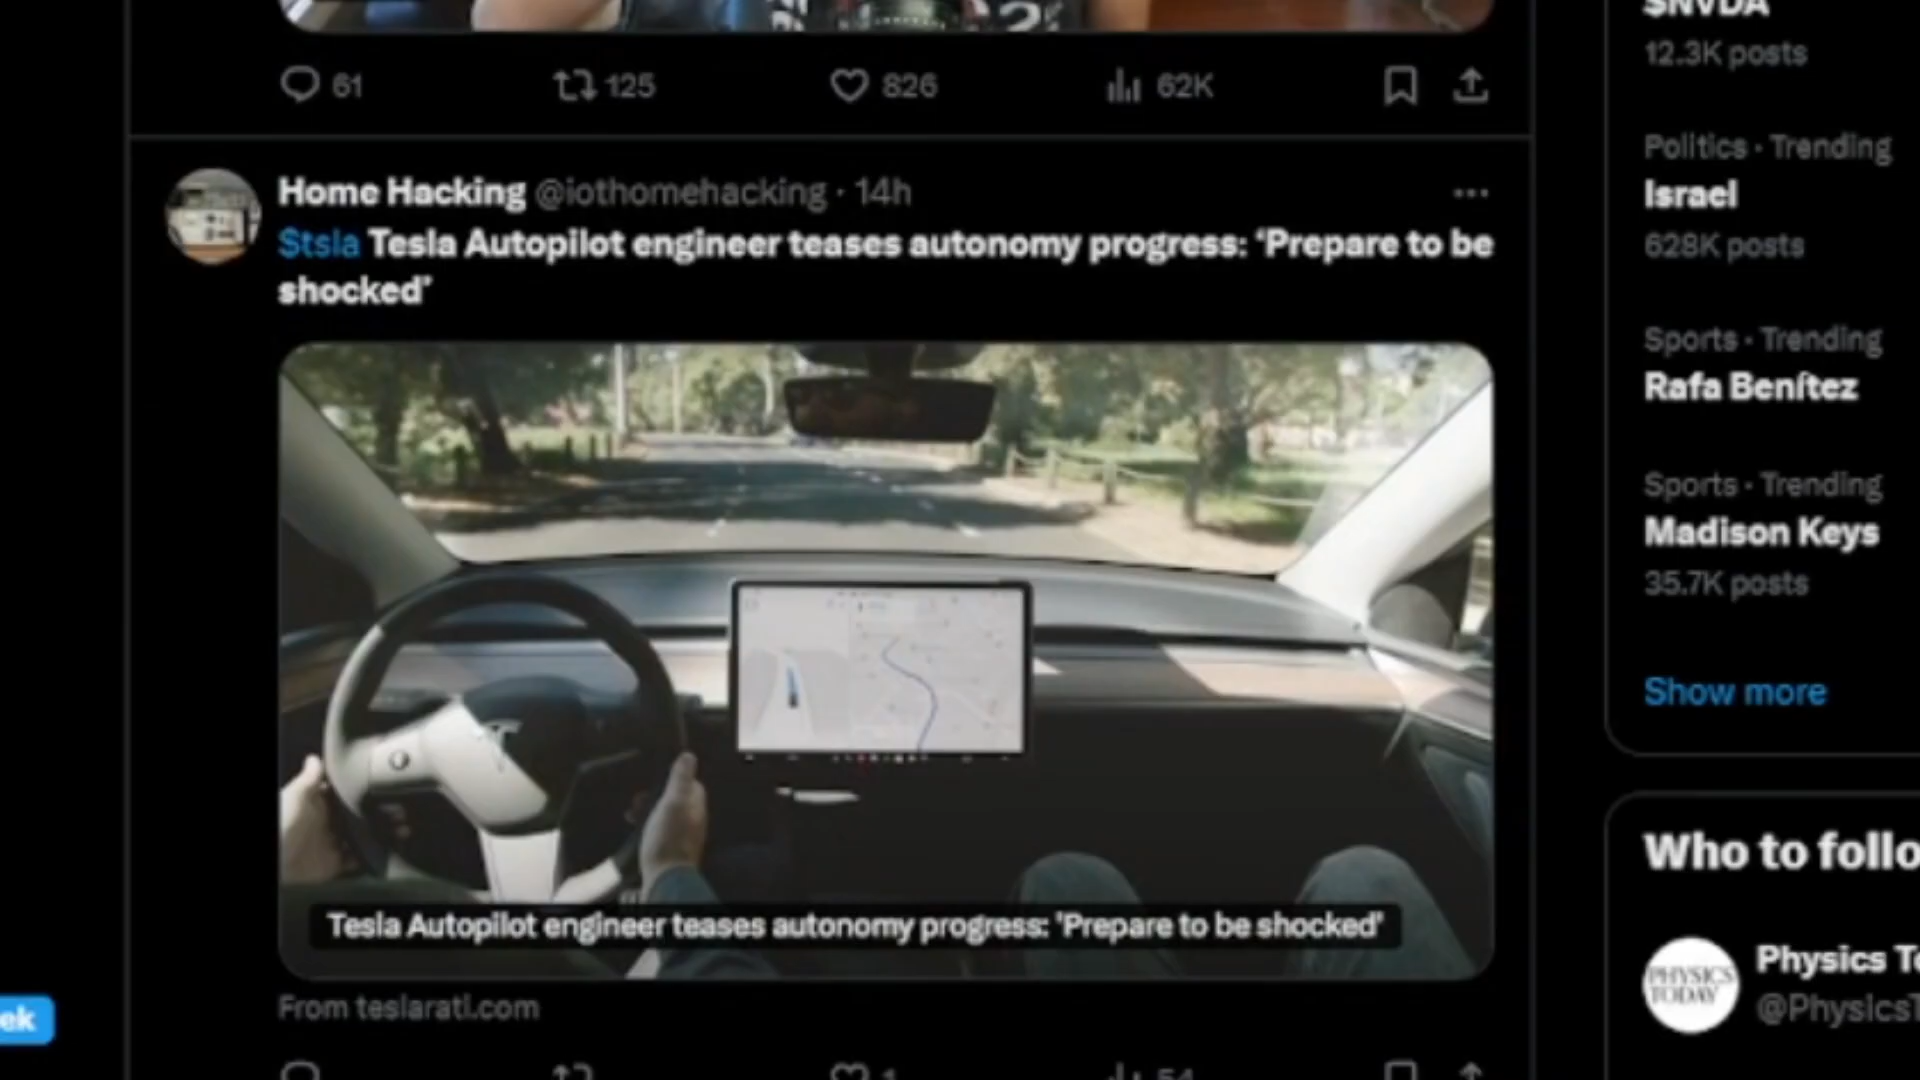 61 125 826 62K
Home Hacking @iothomehacking · 14h
$tsla Tesla Autopilot engineer teases autonomy progress: ‘Prepare to be
shocked’
Tesla Autopilot engineer teases autonomy progress: 'Prepare to be shocked'
From teslarati.com
1 54
ek
$NVDA
12.3K posts
Politics · Trending
Israel
628K posts
Sports · Trending
Rafa Benítez
Sports · Trending
Madison Keys
35.7K posts
Show more
Who to follo
PHYSICS
TODAY
Physics To
@PhysicsT